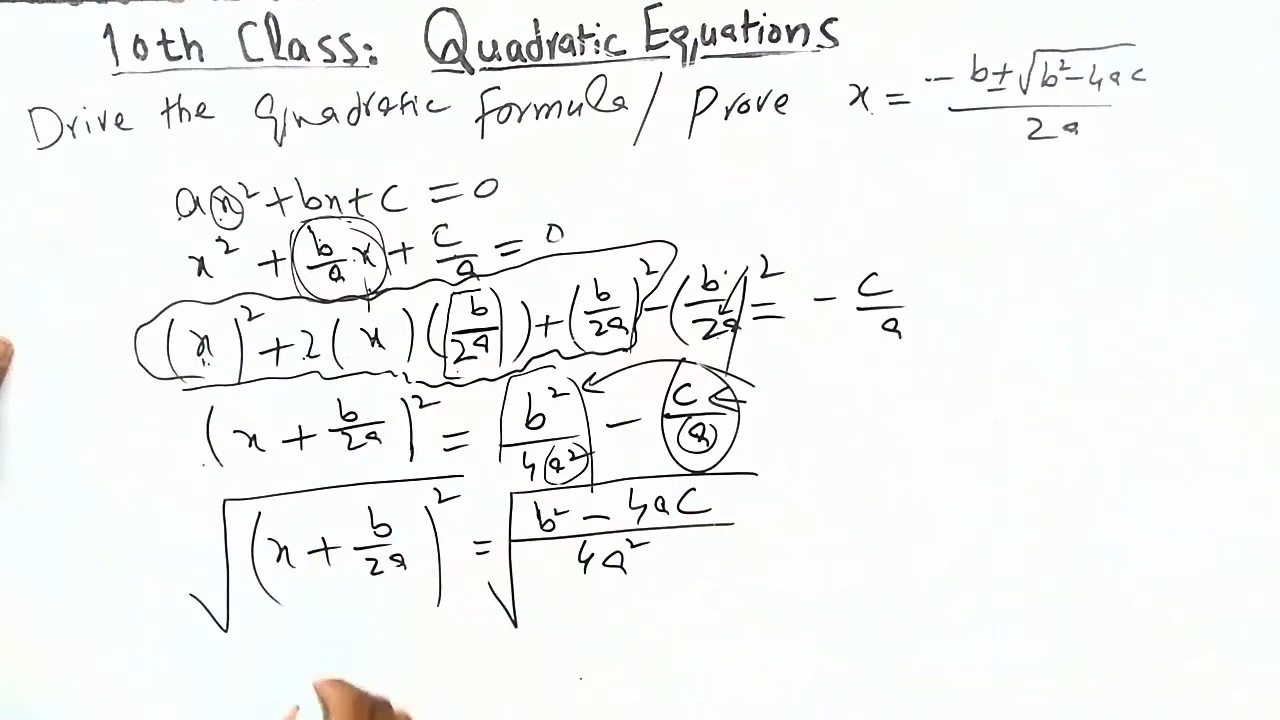 10th Class: Quadratic Equations
Drive the quadratic formula / Prove x = (-b ± √(b² - 4ac)) / 2a
ax² + bx + c = 0
x² + (b/a)x + c/a = 0
(x)² + 2(x)(b/2a) + (b/2a)² - (b/2a)² = - c/a
(x + b/2a)² = b²/4a² - c/a
√(x + b/2a)² = √((b² - 4ac)/4a²)